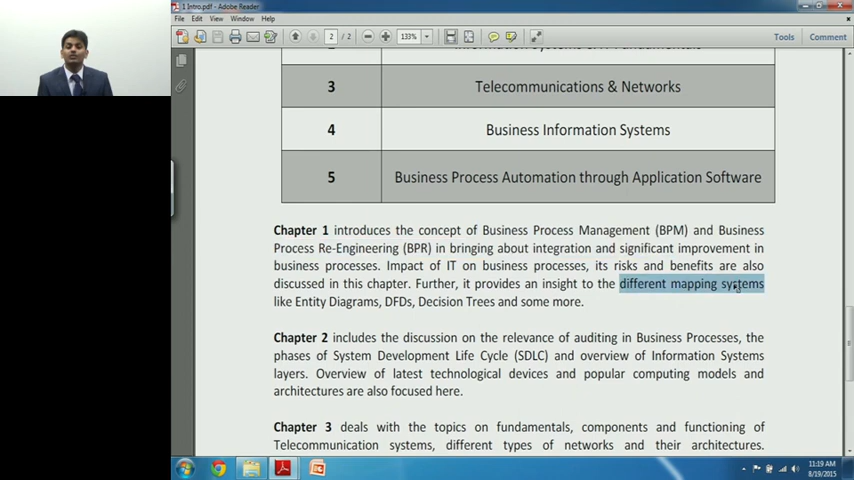 1 Intro.pdf - Adobe Reader
File Edit View Window Help
2 / 2
133%
Tools Comment
3 Telecommunications & Networks
4 Business Information Systems
5 Business Process Automation through Application Software
Chapter 1 introduces the concept of Business Process Management (BPM) and Business
Process Re-Engineering (BPR) in bringing about integration and significant improvement in
business processes. Impact of IT on business processes, its risks and benefits are also
discussed in this chapter. Further, it provides an insight to the different mapping systems
like Entity Diagrams, DFDs, Decision Trees and some more.
Chapter 2 includes the discussion on the relevance of auditing in Business Processes, the
phases of System Development Life Cycle (SDLC) and overview of Information Systems
layers. Overview of latest technological devices and popular computing models and
architectures are also focused here.
Chapter 3 deals with the topics on fundamentals, components and functioning of
Telecommunication systems, different types of networks and their architectures.
11:19 AM
8/19/2015